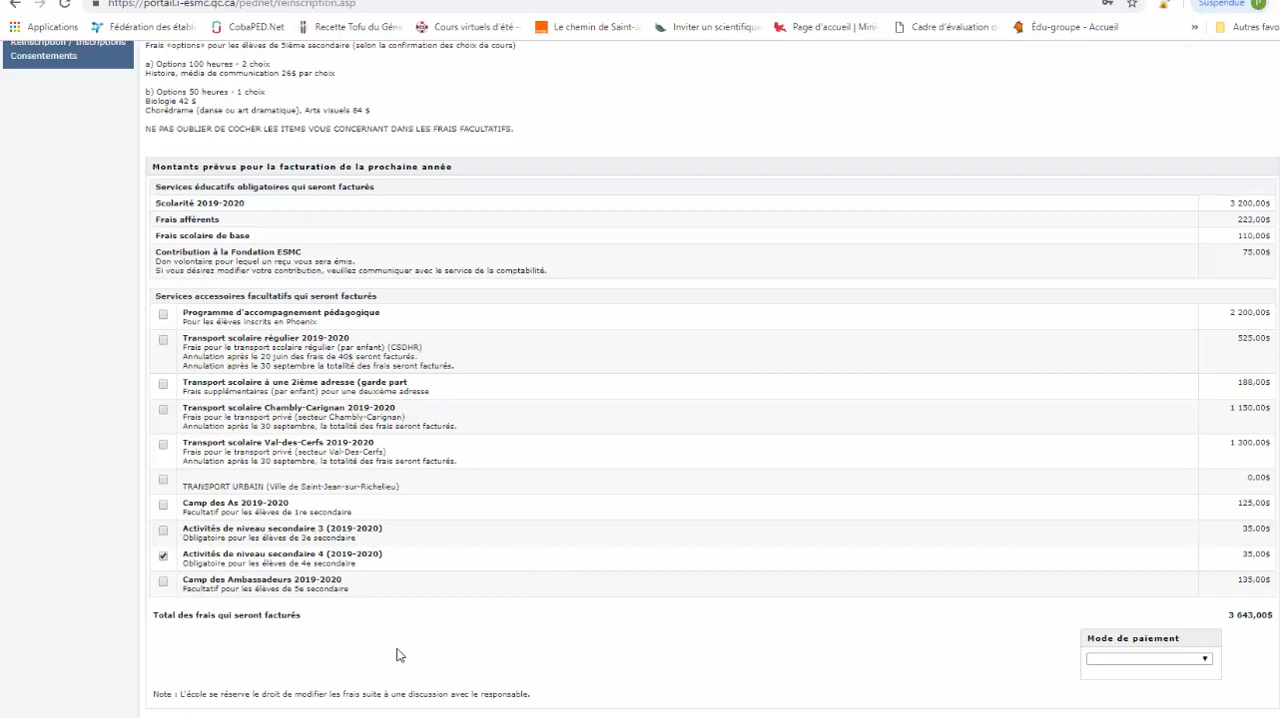 https://portail.i-esmc.qc.ca/pednet/reinscription.asp
Suspendue P
Applications Fédération des établi CobaPED.Net Recette Tofu du Géné Cours virtuels d'été - Le chemin de Saint-J Inviter un scientifiqu Page d'accueil | Mini Cadre d'évaluation d Édu-groupe - Accueil » Autres favo
Réinscription / Inscriptions
Consentements
Frais <options> pour les élèves de 5ième secondaire (selon la confirmation des choix de cours)
a) Options 100 heures - 2 choix
Histoire, média de communication 26$ par choix
b) Options 50 heures - 1 choix
Biologie 42 $
Chorédrame (danse ou art dramatique), Arts visuels 84 $
NE PAS OUBLIER DE COCHER LES ITEMS VOUS CONCERNANT DANS LES FRAIS FACULTATIFS.
Montants prévus pour la facturation de la prochaine année
Services éducatifs obligatoires qui seront facturés
Scolarité 2019-2020 3 200,00$
Frais afférents 223,00$
Frais scolaire de base 110,00$
Contribution à la Fondation ESMC 75,00$
Don volontaire pour lequel un reçu vous sera émis.
Si vous désirez modifier votre contribution, veuillez communiquer avec le service de la comptabilité.
Services accessoires facultatifs qui seront facturés
Programme d'accompagnement pédagogique 2 200,00$
Pour les élèves inscrits en Phoenix
Transport scolaire régulier 2019-2020 525,00$
Frais pour le transport scolaire régulier (par enfant) (CSDHR)
Annulation après le 20 juin des frais de 40$ seront facturés.
Annulation après le 30 septembre la totalité des frais seront facturés.
Transport scolaire à une 2ième adresse (garde part 188,00$
Frais supplémentaires (par enfant) pour une deuxième adresse
Transport scolaire Chambly-Carignan 2019-2020 1 150,00$
Frais pour le transport privé (secteur Chambly-Carignan)
Annulation après le 30 septembre, la totalité des frais seront facturés.
Transport scolaire Val-des-Cerfs 2019-2020 1 300,00$
Frais pour le transport privé (secteur Val-Des-Cerfs)
Annulation après le 30 septembre, la totalité des frais seront facturés.
0,00$
TRANSPORT URBAIN (Ville de Saint-Jean-sur-Richelieu)
Camp des As 2019-2020 125,00$
Facultatif pour les élèves de 1re secondaire
Activités de niveau secondaire 3 (2019-2020) 35,00$
Obligatoire pour les élèves de 3e secondaire
Activités de niveau secondaire 4 (2019-2020) 35,00$
Obligatoire pour les élèves de 4e secondaire
Camp des Ambassadeurs 2019-2020 135,00$
Facultatif pour les élèves de 5e secondaire
Total des frais qui seront facturés 3 643,00$
Mode de paiement
Note : L'école se réserve le droit de modifier les frais suite à une discussion avec le responsable.